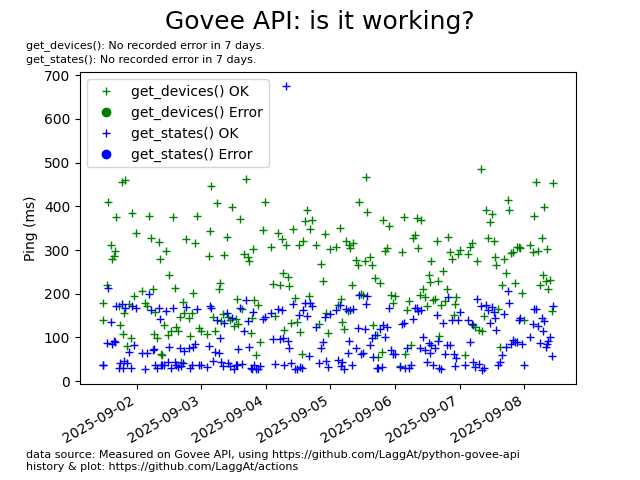 Govee API: is it working?
get_devices(): No recorded error in 7 days.
get_states(): No recorded error in 7 days.
700
600
500
400
300
200
100
0
Ping (ms)
get_devices() OK
get_devices() Error
get_states() OK
get_states() Error
2025-09-02
2025-09-03
2025-09-04
2025-09-05
2025-09-06
2025-09-07
2025-09-08
data source: Measured on Govee API, using https://github.com/LaggAt/python-govee-api
history & plot: https://github.com/LaggAt/actions